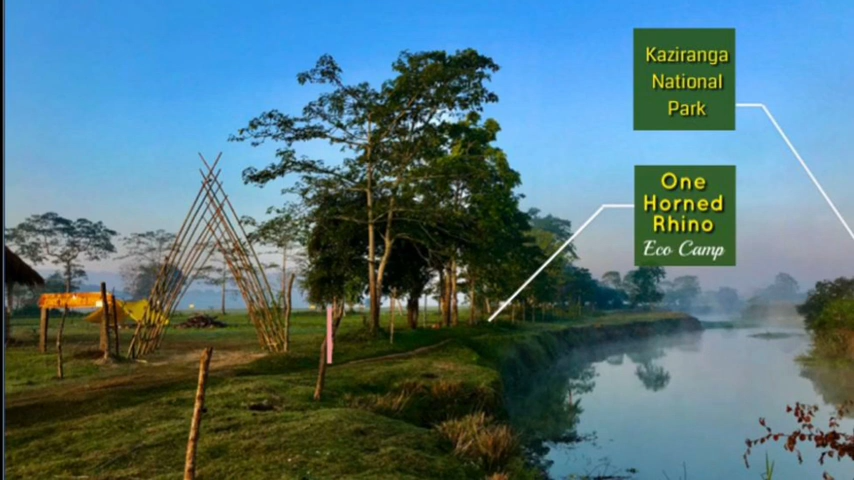 Kaziranga
National
Park
One
Horned
Rhino
Eco Camp